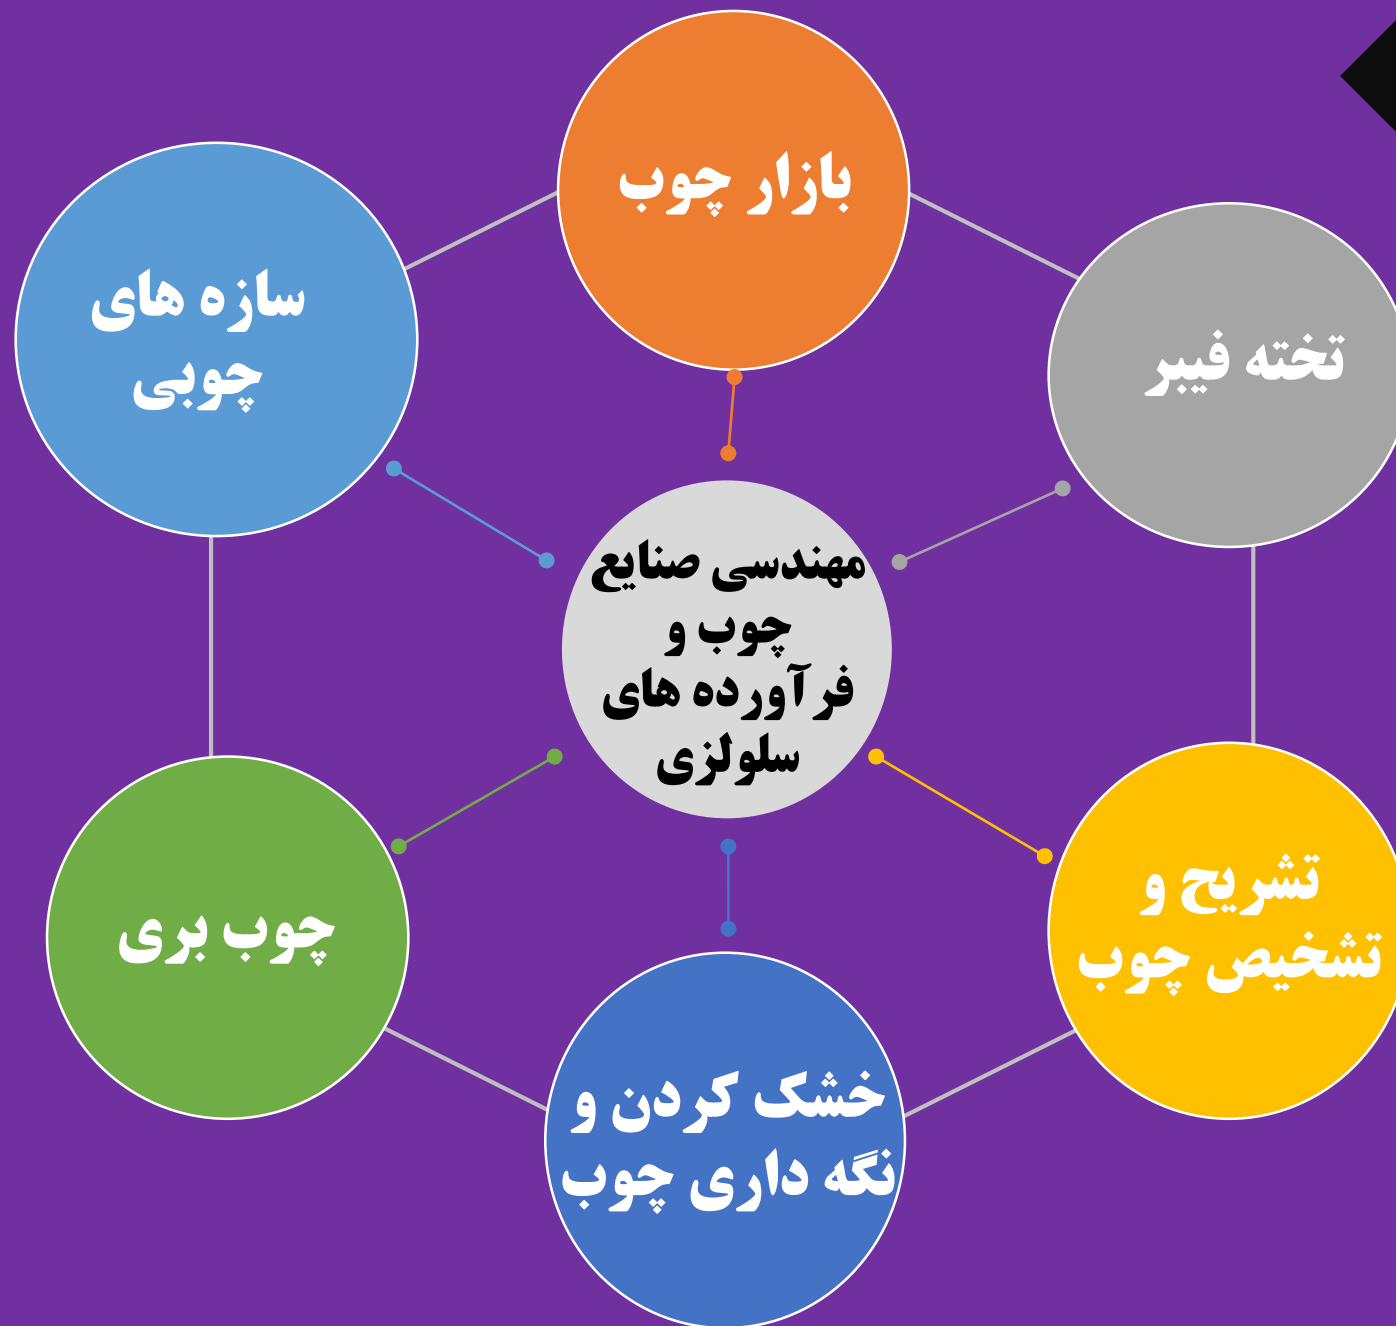 بازار چوب
تخته فیبر
سازه های
چوبی
مهندسی صنایع
چوب و
فرآورده های
سلولزی
تشریح و
تشخیص چوب
چوب بری
خشک کردن و
نگه داری چوب